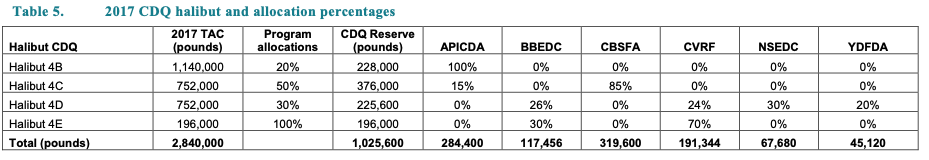 Table 5. 2017 CDQ halibut and allocation percentages
Halibut CDQ 2017 TAC (pounds) Program allocations CDQ Reserve (pounds) APICDA BBEDC CBSFA CVRF NSEDC YDFDA
Halibut 4B 1,140,000 20% 228,000 100% 0% 0% 0% 0% 0%
Halibut 4C 752,000 50% 376,000 15% 0% 85% 0% 0% 0%
Halibut 4D 752,000 30% 225,600 0% 26% 0% 24% 30% 20%
Halibut 4E 196,000 100% 196,000 0% 30% 0% 70% 0% 0%
Total (pounds) 2,840,000 1,025,600 284,400 117,456 319,600 191,344 67,680 45,120